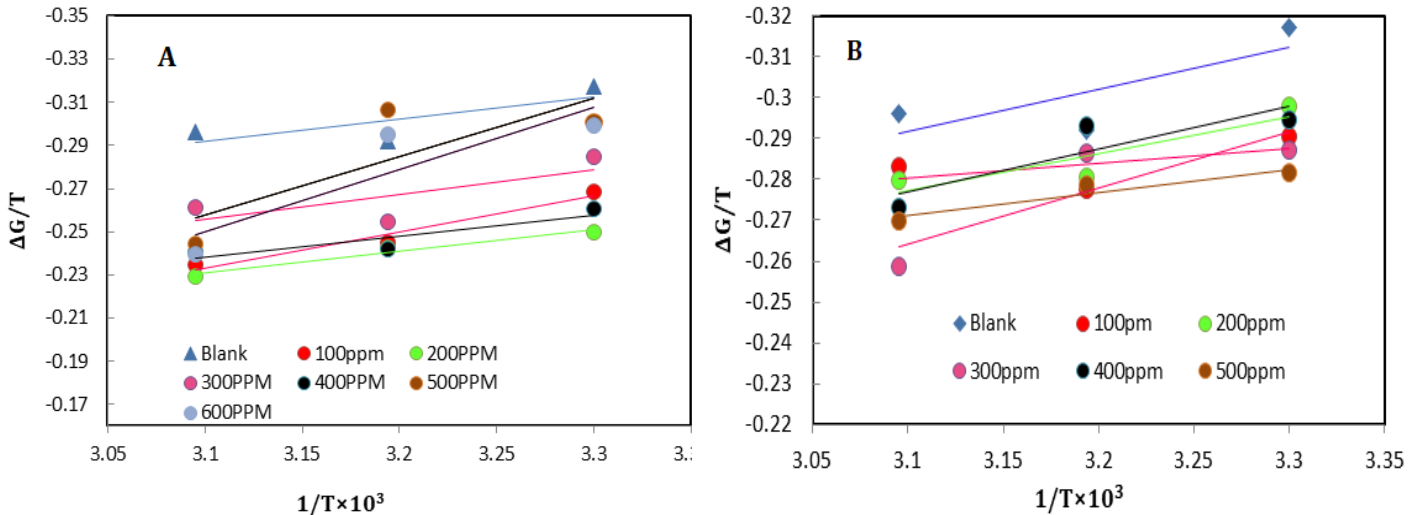 A
ΔG/T
-0.35
-0.33
-0.31
-0.29
-0.27
-0.25
-0.23
-0.21
-0.19
-0.17
Blank 100ppm 200PPM
300PPM 400PPM 500PPM
600PPM
3.05 3.1 3.15 3.2 3.25 3.3 3.:
1/T×10³
B
ΔG/T
-0.32
-0.31
-0.3
-0.29
-0.28
-0.27
-0.26
-0.25
-0.24
-0.23
-0.22
Blank 100pm 200ppm
300ppm 400ppm 500ppm
3.05 3.1 3.15 3.2 3.25 3.3 3.35
1/T×10³